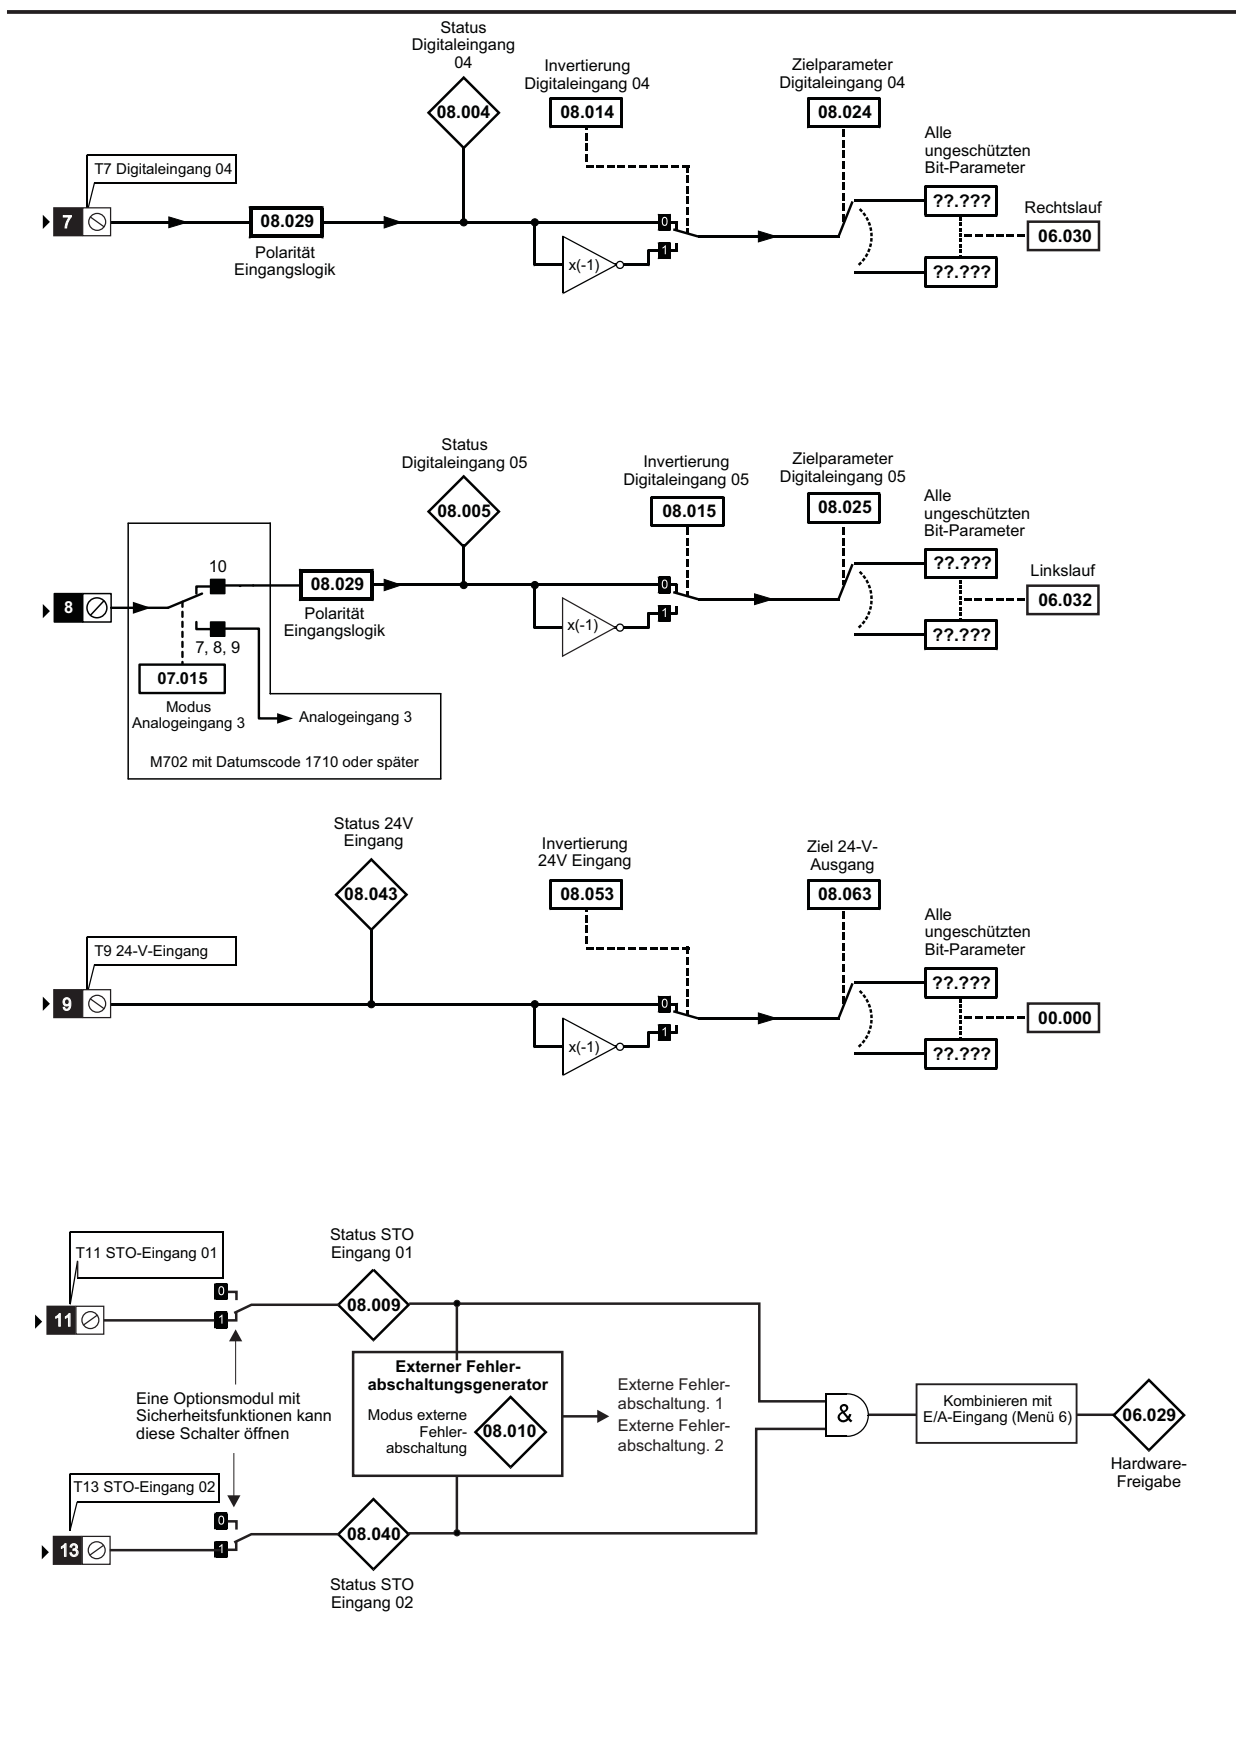 Status
Digitaleingang
04
08.004
Invertierung
Digitaleingang 04
08.014
Zielparameter
Digitaleingang 04
08.024
Alle
ungeschützten
Bit-Parameter
??.???
??.???
Rechtslauf
06.030
T7 Digitaleingang 04
7
08.029
Polarität
Eingangslogik
0
1
x(-1)
Status
Digitaleingang 05
08.005
Invertierung
Digitaleingang 05
08.015
Zielparameter
Digitaleingang 05
08.025
Alle
ungeschützten
Bit-Parameter
??.???
??.???
Linkslauf
06.032
8
10
7, 8, 9
07.015
Modus
Analogeingang 3
Analogeingang 3
M702 mit Datumscode 1710 oder später
08.029
Polarität
Eingangslogik
0
1
x(-1)
Status 24V
Eingang
08.043
Invertierung
24V Eingang
08.053
Ziel 24-V-
Ausgang
08.063
Alle
ungeschützten
Bit-Parameter
??.???
??.???
00.000
T9 24-V-Eingang
9
0
1
x(-1)
T11 STO-Eingang 01
11
0
1
Status STO
Eingang 01
08.009
Eine Optionsmodul mit
Sicherheitsfunktionen kann
diese Schalter öffnen
Externer Fehler-
abschaltungsgenerator
Modus externe
Fehler-
abschaltung
08.010
Externe Fehler-
abschaltung. 1
Externe Fehler-
abschaltung. 2
&
Kombinieren mit
E/A-Eingang (Menü 6)
06.029
Hardware-
Freigabe
T13 STO-Eingang 02
13
0
1
08.040
Status STO
Eingang 02